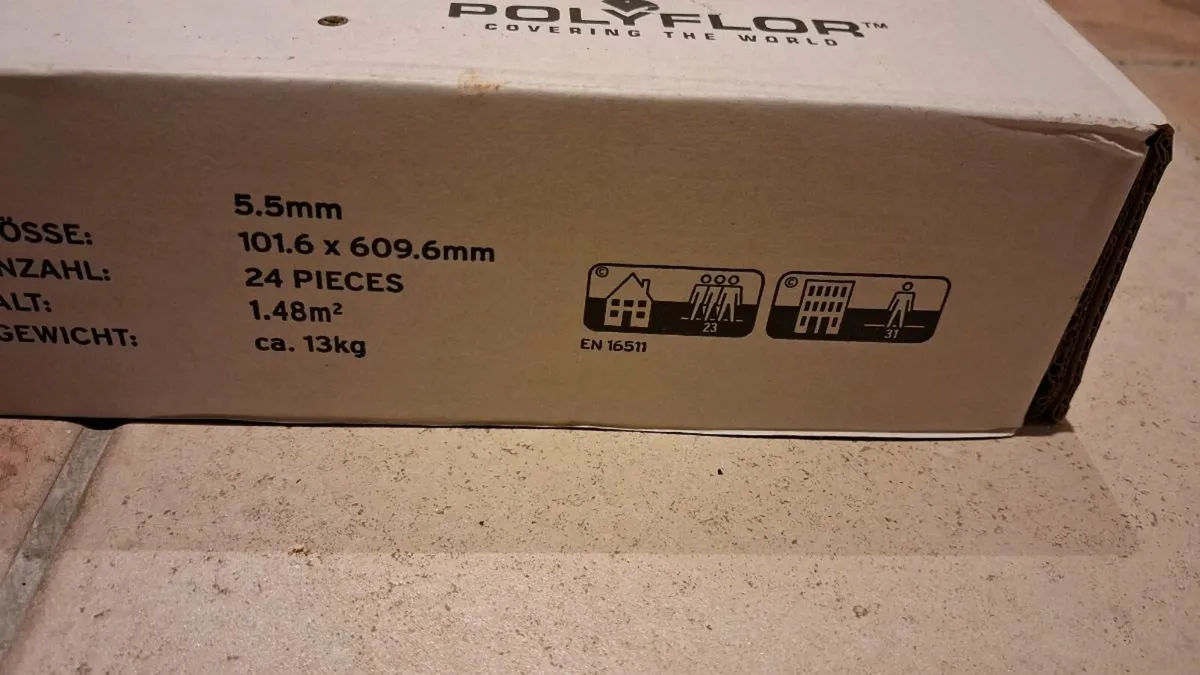 POLYFLOR™
COVERING THE WORLD
5.5mm
ÖSSE: 101.6 x 609.6mm
NZAHL: 24 PIECES
ALT: 1.48m²
GEWICHT: ca. 13kg
© 23
© 31
EN 16511